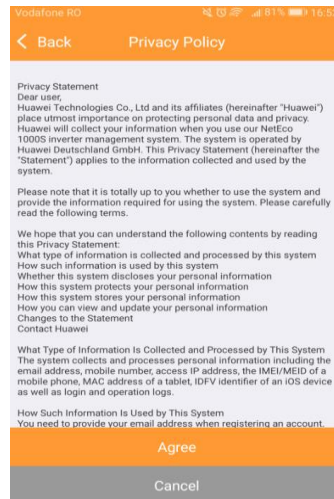 Vodafone RO 81% 16:5
Back Privacy Policy
Privacy Statement
Dear user,
Huawei Technologies Co., Ltd and its affiliates (hereinafter "Huawei")
place utmost importance on protecting personal data and privacy.
Huawei will collect your information when you use our NetEco
1000S inverter management system. The system is operated by
Huawei Deutschland GmbH. This Privacy Statement (hereinafter the
"Statement") applies to the information collected and used by the
system.
Please note that it is totally up to you whether to use the system and
provide the information required for using the system. Please carefully
read the following terms.
We hope that you can understand the following contents by reading
this Privacy Statement:
What type of information is collected and processed by this system
How such information is used by this system
Whether this system discloses your personal information
How this system protects your personal information
How this system stores your personal information
How you can view and update your personal information
Changes to the Statement
Contact Huawei
What Type of Information Is Collected and Processed by This System
The system collects and processes personal information including the
email address, mobile number, access IP address, the IMEI/MEID of a
mobile phone, MAC address of a tablet, IDFV identifier of an iOS device
as well as login and operation logs.
How Such Information Is Used by This System
You need to provide your email address when registering an account.
Agree
Cancel